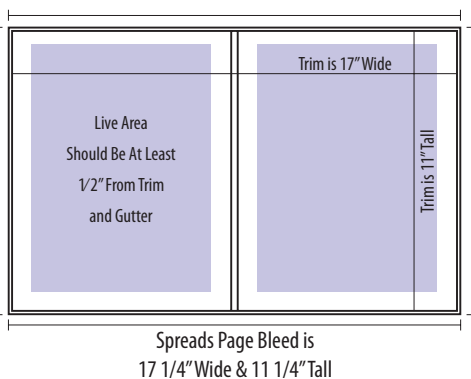 Trim is 17" Wide
Live Area
Should Be At Least
1/2" From Trim
and Gutter
Trim is 11" Tall
Spreads Page Bleed is
17 1/4" Wide & 11 1/4" Tall